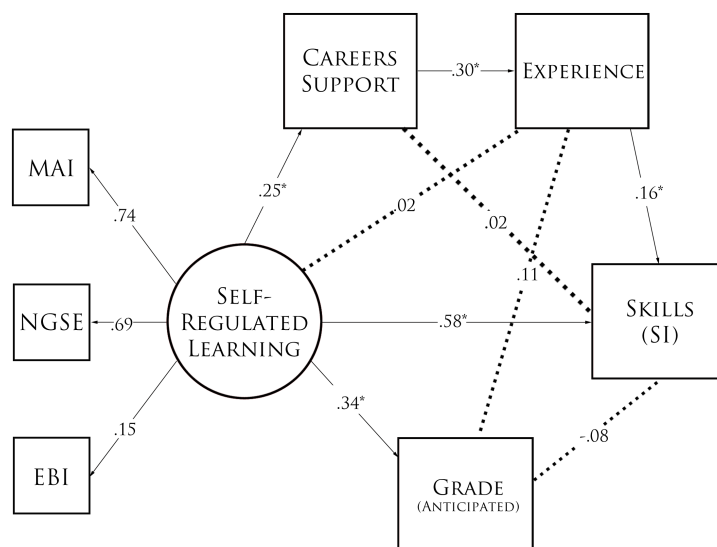 CAREERS
SUPPORT
.30*
EXPERIENCE
MAI
.74
.25*
.02
.02
.16*
.11
NGSE
.69
SELF-
REGULATED
LEARNING
.58*
SKILLS
(SI)
.34*
.15
-.08
EBI
GRADE
(ANTICIPATED)